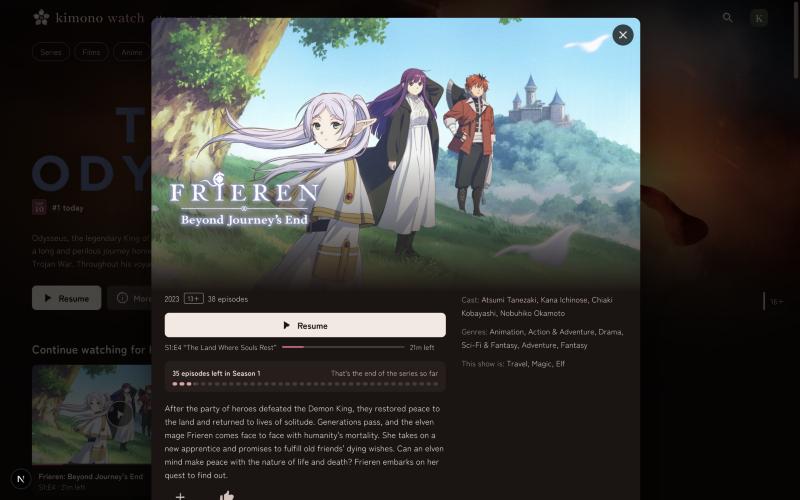 kimono watch
K
Series
Films
Anime
T
ODY
#1 today
Odysseus, the legendary King of
a long and perilous journey home
Trojan War. Throughout his voya
Resume
More
16+
Continue watching for
Frieren: Beyond Journey's End
S1:E4 · 21m left
N
FRIEREN
Beyond Journey's End
2023 13+ 38 episodes
Resume
S1:E4 "The Land Where Souls Rest" 21m left
35 episodes left in Season 1 That's the end of the series so far
After the party of heroes defeated the Demon King, they restored peace to
the land and returned to lives of solitude. Generations pass, and the elven
mage Frieren comes face to face with humanity's mortality. She takes on a
new apprentice and promises to fulfill old friends' dying wishes. Can an elven
mind make peace with the nature of life and death? Frieren embarks on her
quest to find out.
Cast: Atsumi Tanezaki, Kana Ichinose, Chiaki
Kobayashi, Nobuhiko Okamoto
Genres: Animation, Action & Adventure, Drama,
Sci-Fi & Fantasy, Adventure, Fantasy
This show is: Travel, Magic, Elf